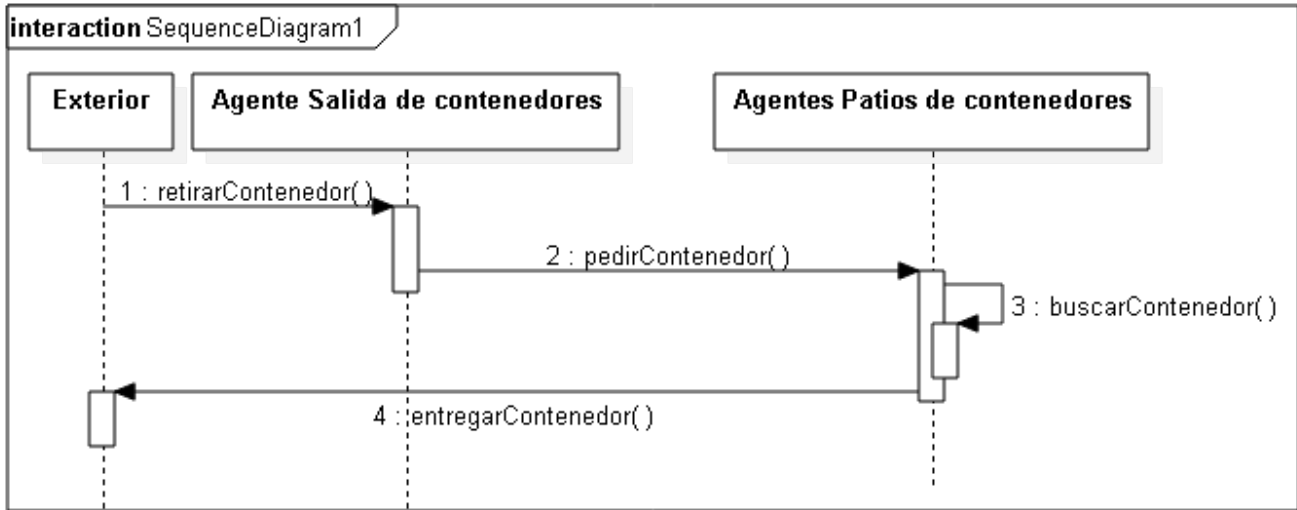 interaction SequenceDiagram1
Exterior
Agente Salida de contenedores
Agentes Patios de contenedores
1 : retirarContenedor()
2 : pedirContenedor()
3 : buscarContenedor()
4 : entregarContenedor()